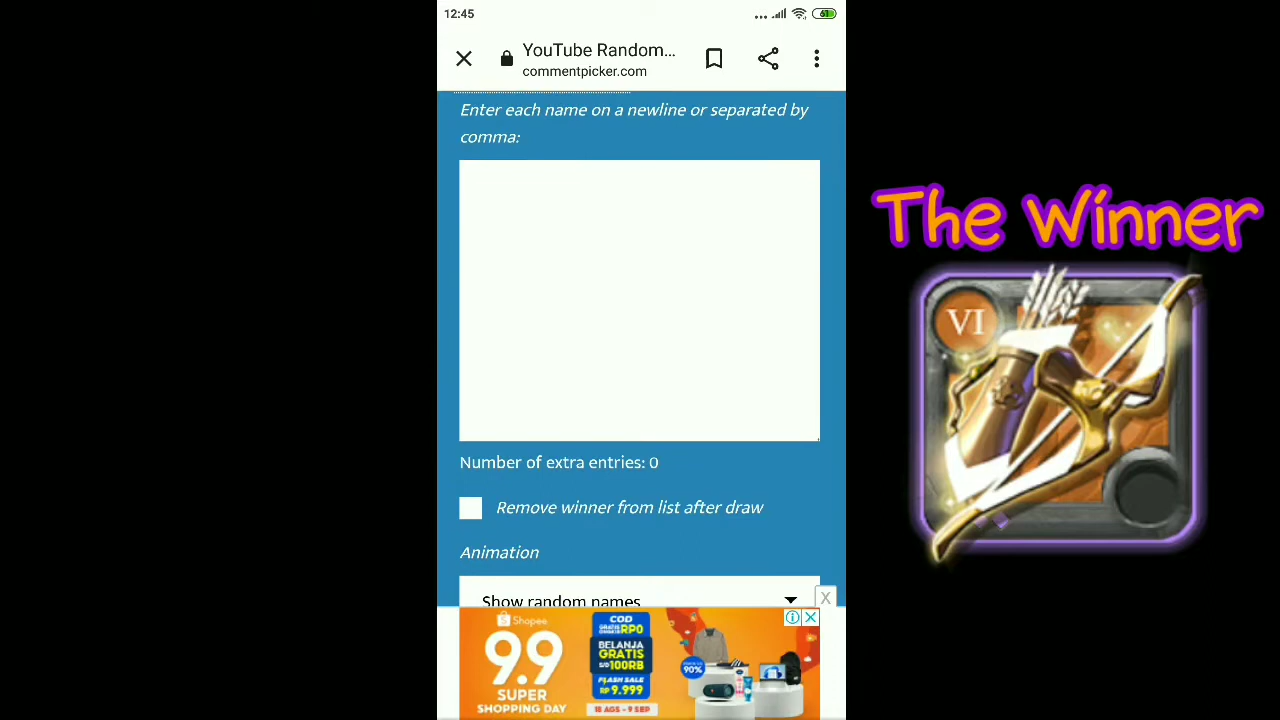 12:45
61
YouTube Random...
commentpicker.com
Enter each name on a newline or separated by
comma:
Number of extra entries: 0
Remove winner from list after draw
Animation
Show random names
X
Shopee
9.9
SUPER
SHOPPING DAY
COD
GRATIS ONGKIR RP0
BELANJA
GRATIS
S/D 100RB
FLASH SALE
RP 9.999
18 AGS - 9 SEP
90%
The Winner
VI